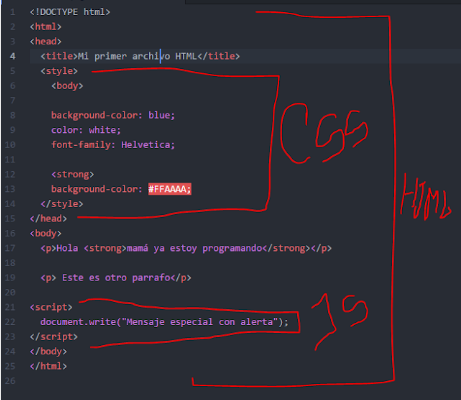 1 <!DOCTYPE html>
2 <html>
3 <head>
4 <title>Mi primer archivo HTML</title>
5 <style>
6 <body>
7
8 background-color: blue;
9 color: white;
10 font-family: Helvetica;
11
12 <strong>
13 background-color: #FFAAAA;
14 </style>
15 </head>
16 <body>
17 <p>Hola <strong>mamá ya estoy programando</strong></p>
18
19 <p> Este es otro parrafo</p>
20
21 <script>
22 document.write("Mensaje especial con alerta");
23 </script>
24 </body>
25 </html>
26
CSS
HTML
JS